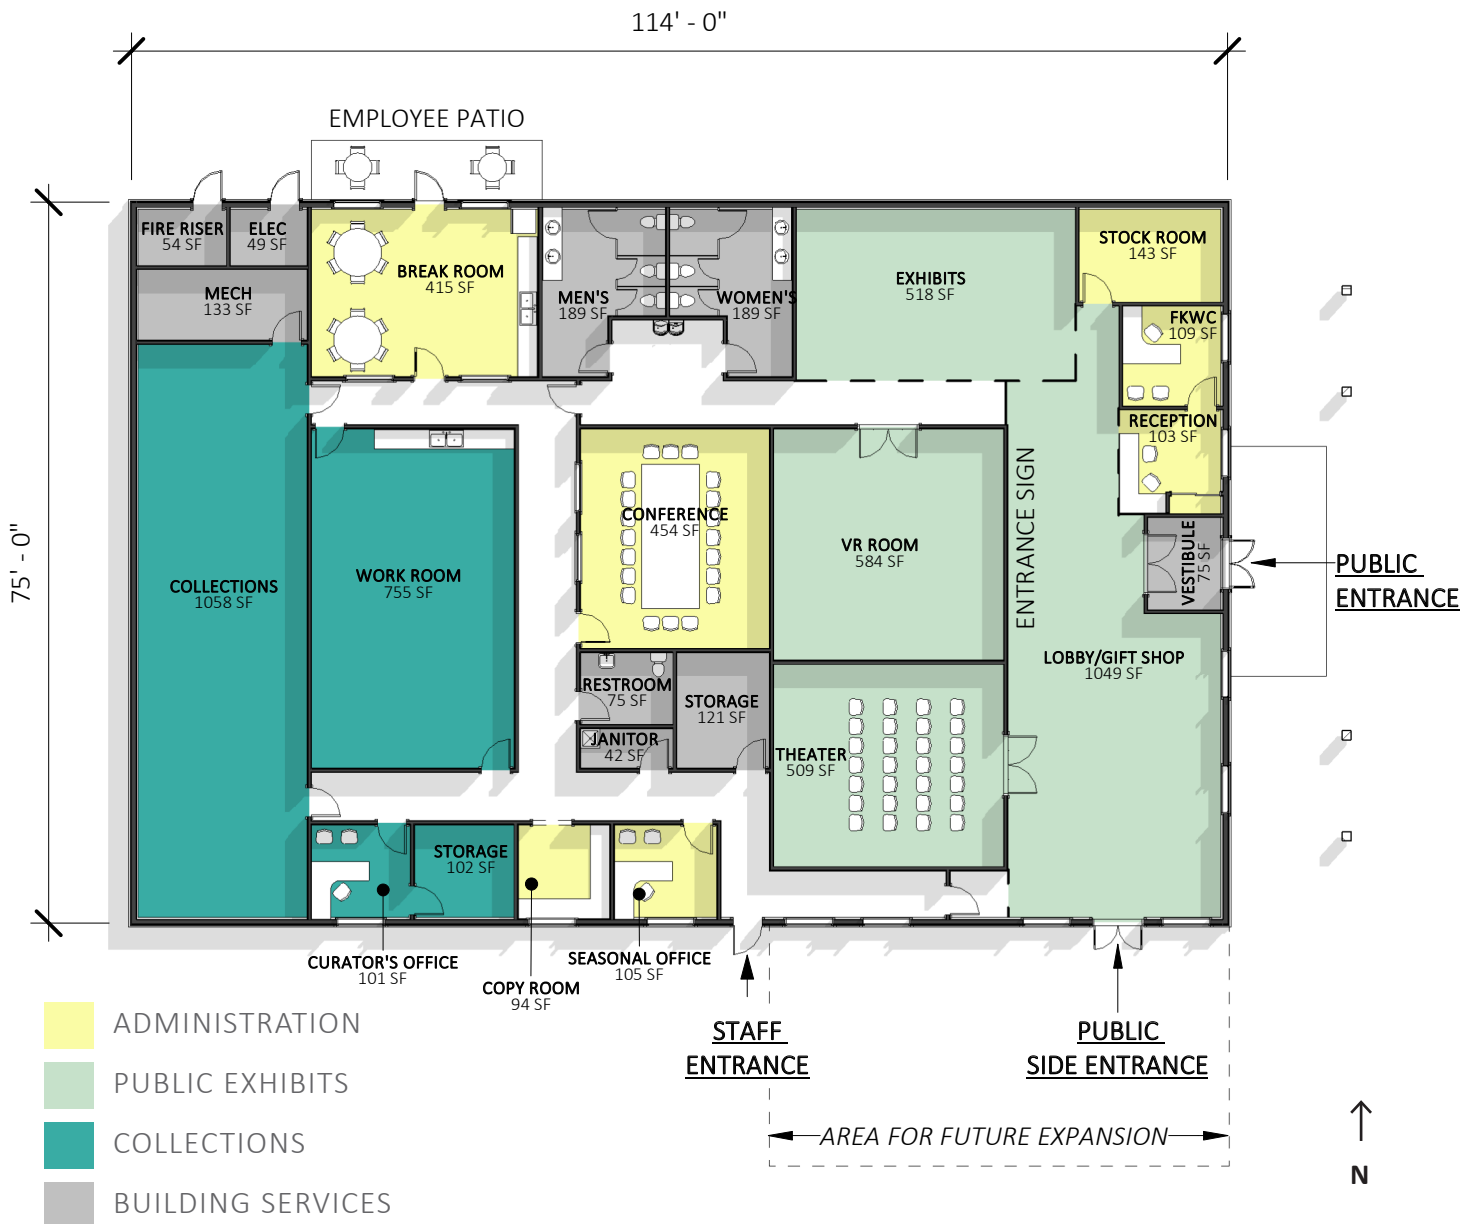 114' - 0"
EMPLOYEE PATIO
FIRE RISER
54 SF
ELEC
49 SF
BREAK ROOM
415 SF
MECH
133 SF
MEN'S
189 SF
WOMEN'S
189 SF
EXHIBITS
518 SF
STOCK ROOM
143 SF
FKWC
109 SF
RECEPTION
103 SF
75' - 0"
COLLECTIONS
1058 SF
WORK ROOM
755 SF
CONFERENCE
454 SF
VR ROOM
584 SF
ENTRANCE SIGN
VESTIBULE
75 SF
PUBLIC
ENTRANCE
LOBBY/GIFT SHOP
1049 SF
RESTROOM
75 SF
STORAGE
121 SF
JANITOR
42 SF
THEATER
509 SF
STORAGE
102 SF
CURATOR'S OFFICE
101 SF
COPY ROOM
94 SF
SEASONAL OFFICE
105 SF
STAFF
ENTRANCE
PUBLIC
SIDE ENTRANCE
AREA FOR FUTURE EXPANSION
ADMINISTRATION
PUBLIC EXHIBITS
COLLECTIONS
BUILDING SERVICES
N